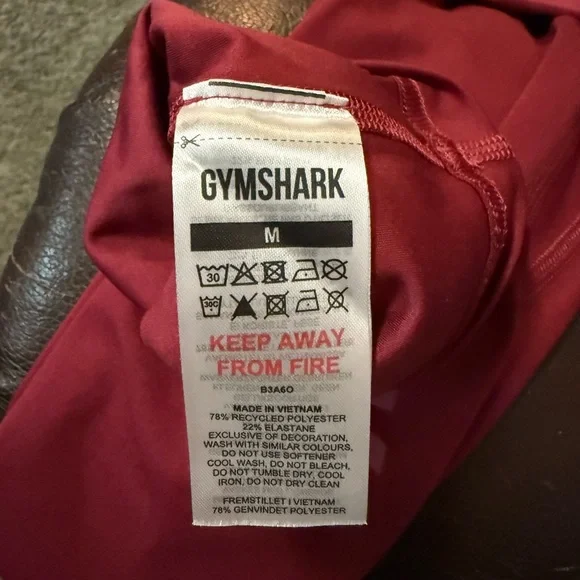 GYMSHARK
M
30
30C
KEEP AWAY
FROM FIRE
B3A6O
MADE IN VIETNAM
78% RECYCLED POLYESTER
22% ELASTANE
EXCLUSIVE OF DECORATION,
WASH WITH SIMILAR COLOURS,
DO NOT USE SOFTENER
COOL WASH, DO NOT BLEACH,
DO NOT TUMBLE DRY, COOL
IRON, DO NOT DRY CLEAN
FREMSTILLET I VIETNAM
78% GENVINDET POLYESTER